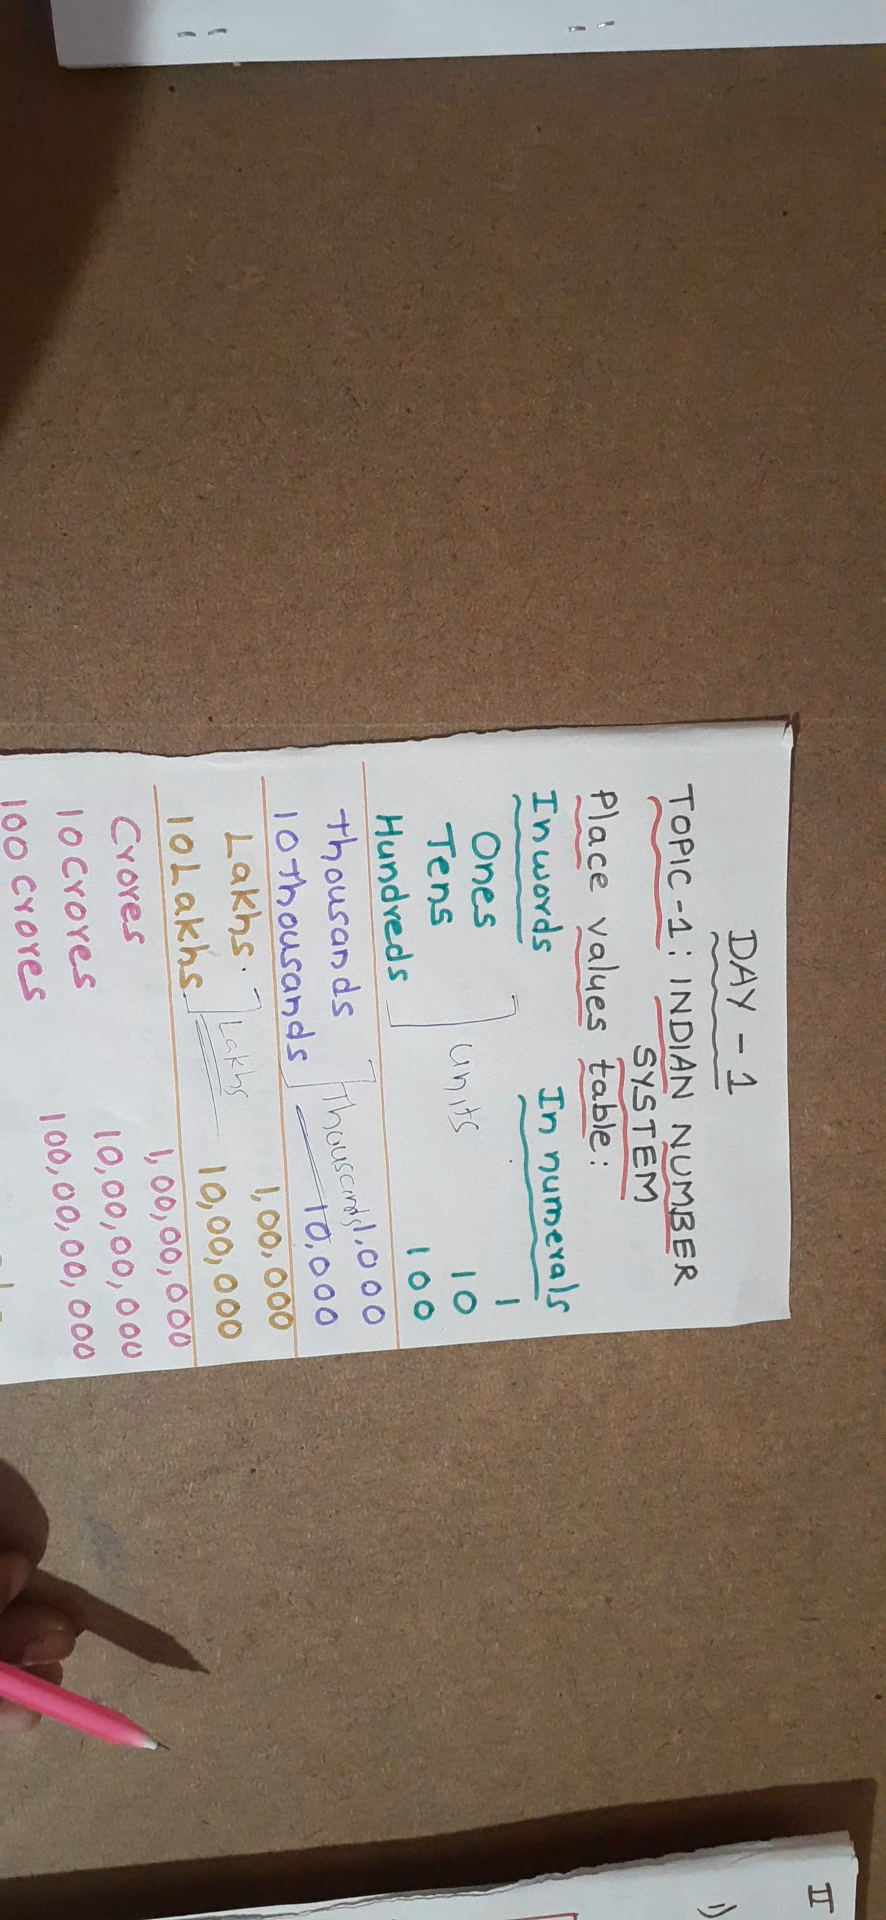 DAY - 1
TOPIC-1: INDIAN NUMBER
SYSTEM
Place values table:
In words In numerals
Ones 1
Tens units 10
Hundreds 100
thousands Thousands 1,000
10 thousands 10,000
Lakhs. 1,00,000
Lakhs
10 Lakhs 10,00,000
Crores 1,00,00,000
10 Crores 10,00,00,000
100 crores 100,00,00,000
II
1)